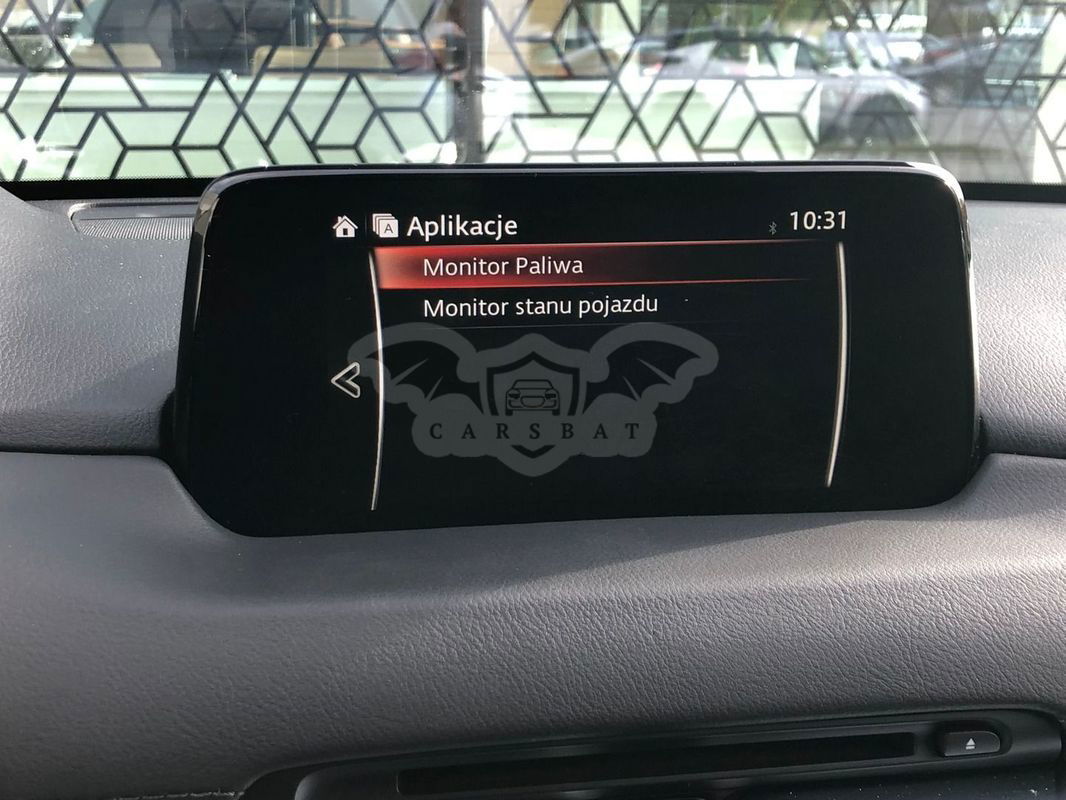 Aplikacje 10:31
Monitor Paliwa
Monitor stanu pojazdu
CARSBAT